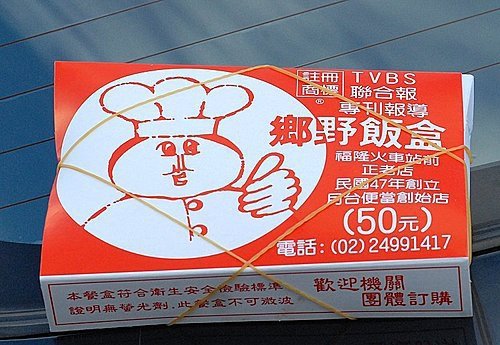 註冊商標 ® TVBS
聯合報
專刊報導
鄉野飯盒
福隆火車站前
正老店
民國47年創立
月台便當創始店
(50元)
電話:(02)24991417
本餐盒符合衛生安全檢驗標準
證明無螢光劑,此餐盒不可微波
歡迎機關
團體訂購